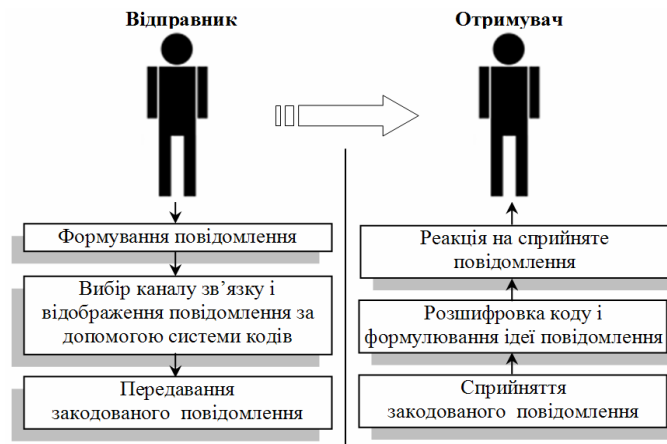 Відправник
Отримувач
Формування повідомлення
Вибір каналу зв’язку і
відображення повідомлення за
допомогою системи кодів
Передавання
закодованого повідомлення
Реакція на сприйняте
повідомлення
Розшифровка коду і
формулювання ідеї повідомлення
Сприйняття
закодованого повідомлення